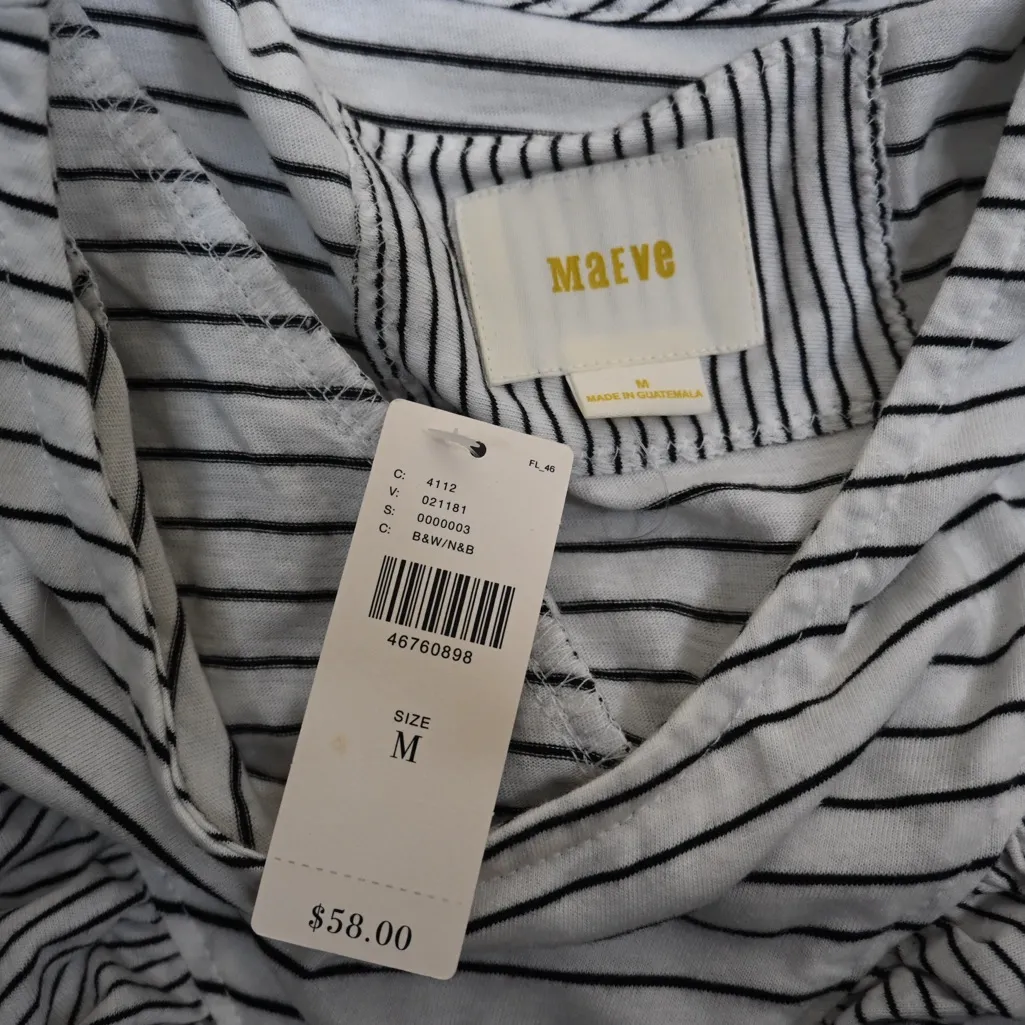 MaEve
M
MADE IN GUATEMALA
FL_46
C: 4112
V: 021181
S: 0000003
C: B&W/N&B
46760898
SIZE
M
$58.00